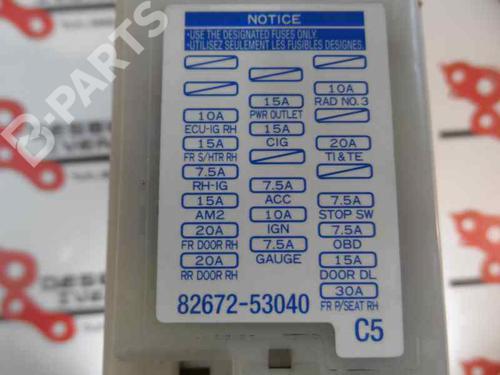 NOTICE
•USE THE DESIGNATED FUSES ONLY.
•UTILISEZ SEULEMENT LES FUSIBLES DESIGNES.
10A
15A
RAD NO.3
10A
PWR OUTLET
ECU-IG RH
15A
15A
CIG
20A
FR S/HTR RH
TI&TE
7.5A
RH-IG
7.5A
15A
ACC
7.5A
AM2
10A
STOP SW
20A
IGN
7.5A
FR DOOR RH
7.5A
OBD
20A
GAUGE
15A
RR DOOR RH
DOOR DL
30A
82672-53040
FR P/SEAT RH
C5
B-PARTS